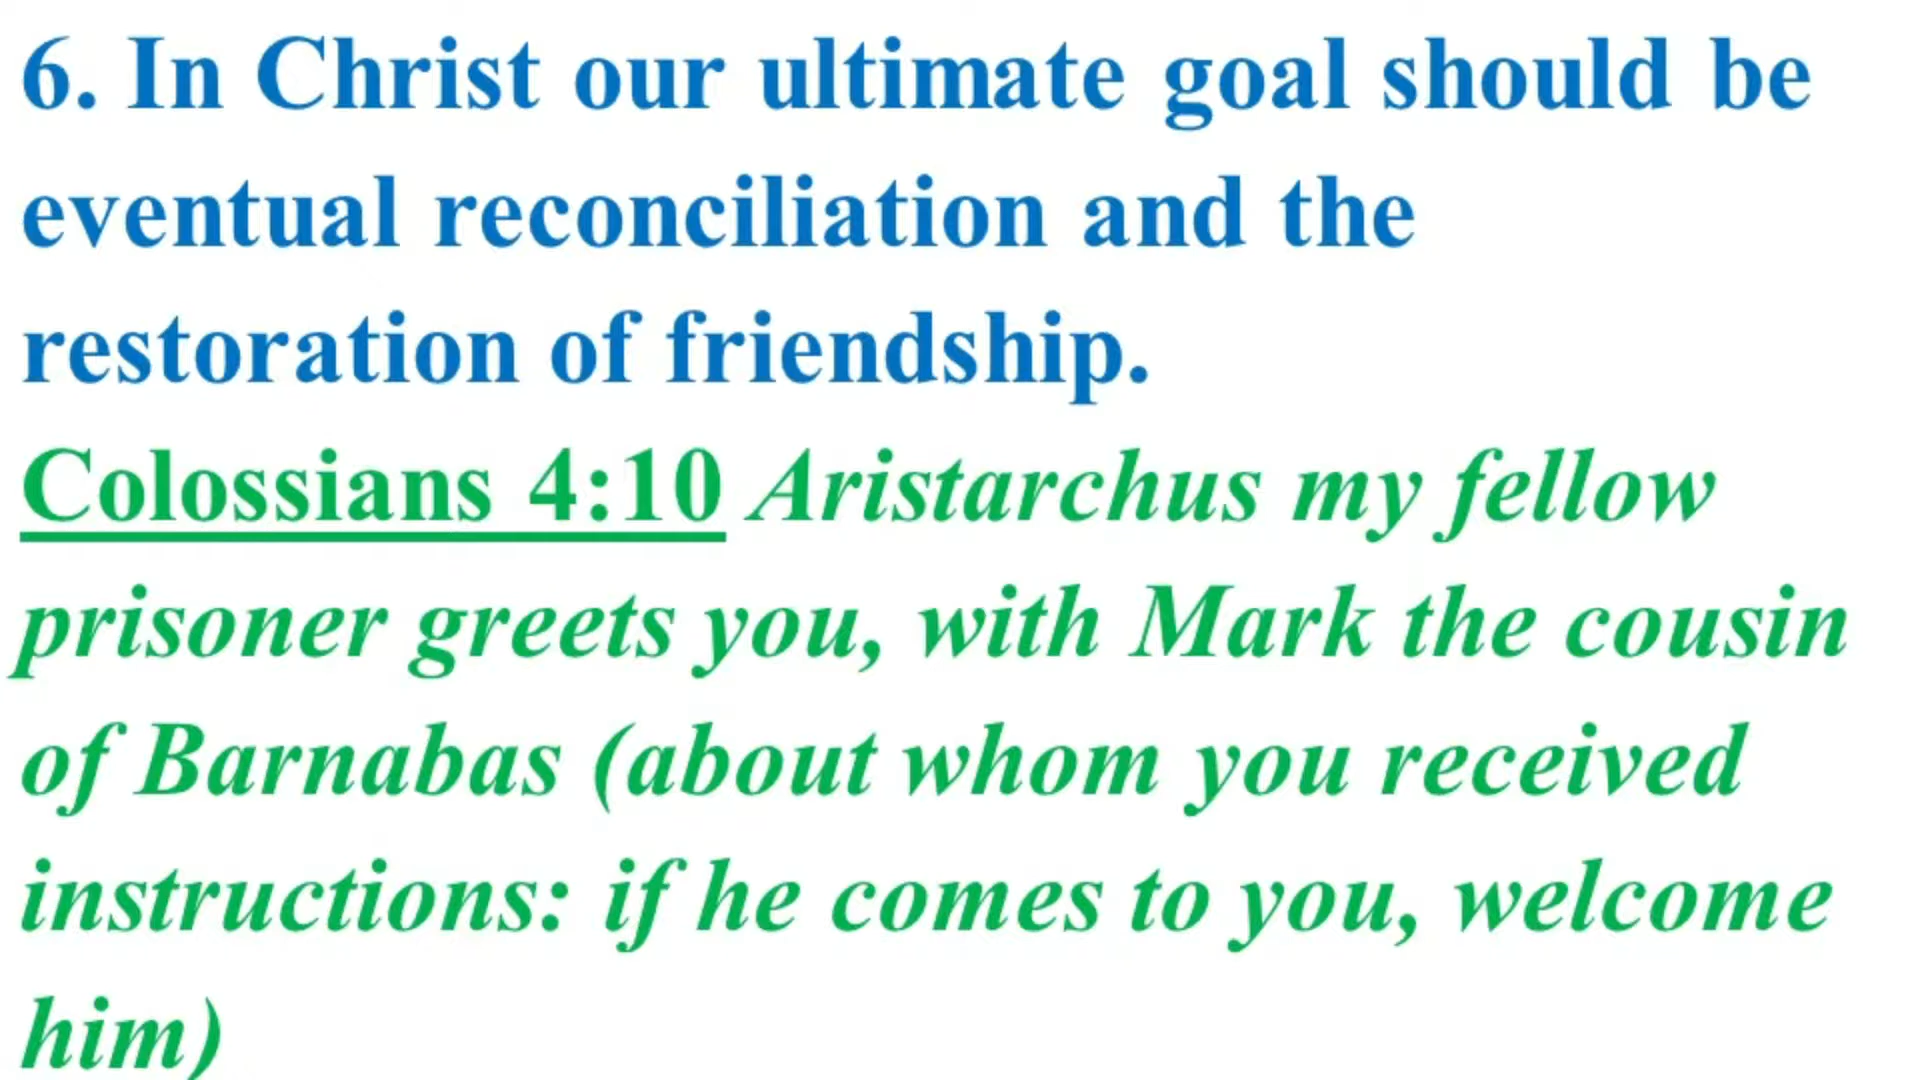 6. In Christ our ultimate goal should be
eventual reconciliation and the
restoration of friendship.
Colossians 4:10 Aristarchus my fellow
prisoner greets you, with Mark the cousin
of Barnabas (about whom you received
instructions: if he comes to you, welcome
him)